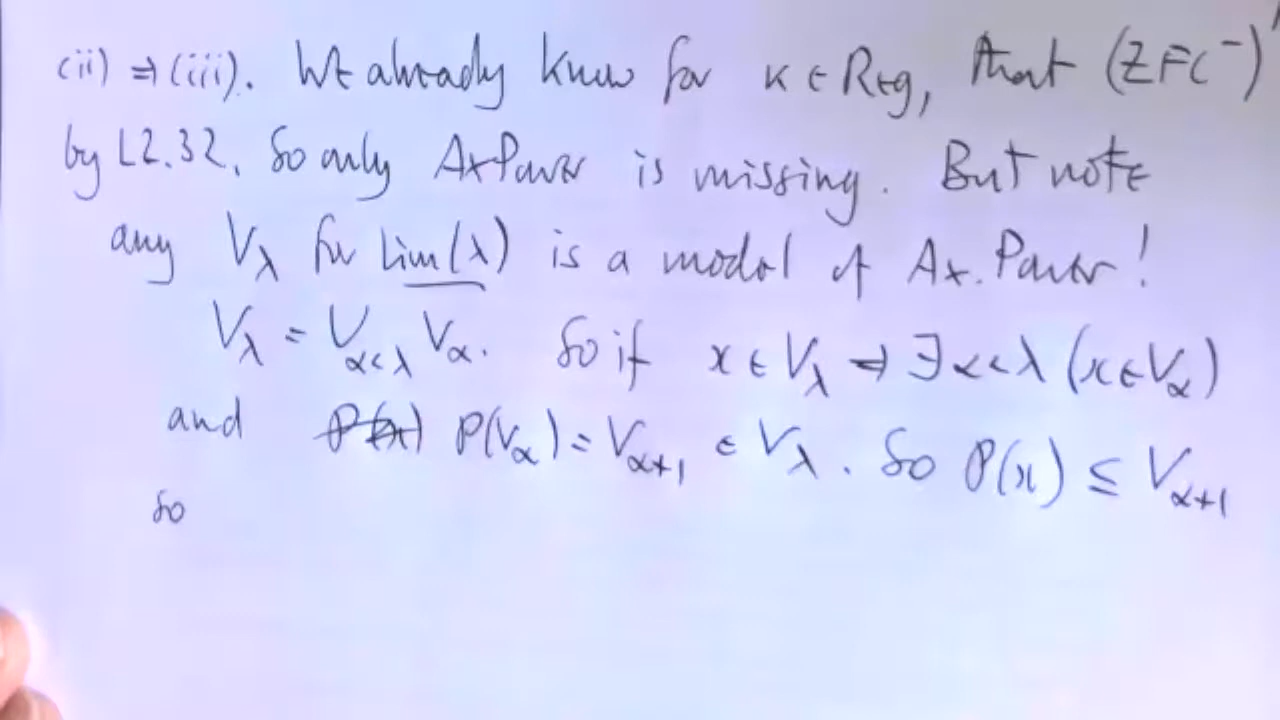 (ii) ⇒ (iii). We already know for κ ∈ Reg, that (ZFC⁻)
by L2.32. So only AxPower is missing. But note
any V_λ for Lim(λ) is a model of Ax.Power!
V_λ = ⋃_{α<λ} V_α. So if x ∈ V_λ ⇒ ∃α<λ (x∈V_α)
and P(V_α) = V_{α+1} ∈ V_λ. So P(x) ⊆ V_{α+1}
So